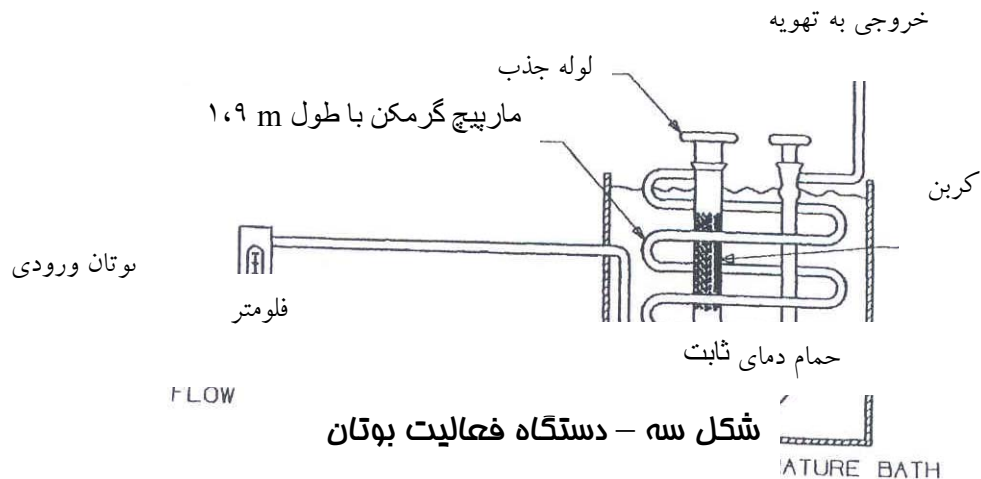 خروجی به تهویه
لوله جذب
مارپیچ گرمکن با طول ۱،۹ m
کربن
بوتان ورودی
فلومتر
حمام دمای ثابت
FLOW
شکل سه – دستگاه فعالیت بوتان
ATURE BATH